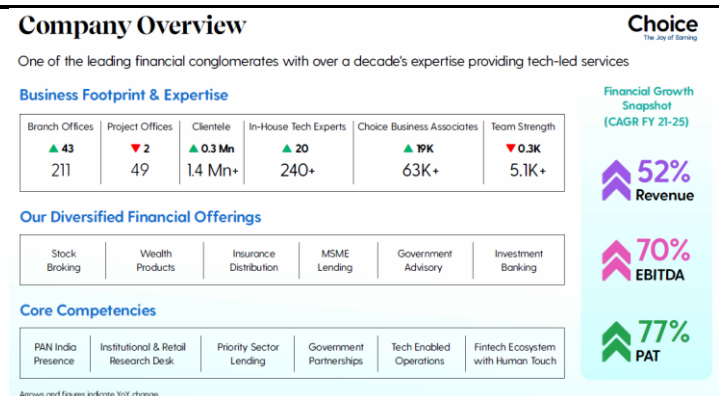 Company Overview
Choice
The Joy of Earning
One of the leading financial conglomerates with over a decade's expertise providing tech-led services
Business Footprint & Expertise
Branch Offices
▲ 43
211
Project Offices
▼ 2
49
Clientele
▲ 0.3 Mn
1.4 Mn+
In-House Tech Experts
▲ 20
240+
Choice Business Associates
▲ 19K
63K+
Team Strength
▼ 0.3K
5.1K+
Our Diversified Financial Offerings
Stock
Broking
Wealth
Products
Insurance
Distribution
MSME
Lending
Government
Advisory
Investment
Banking
Core Competencies
PAN India
Presence
Institutional & Retail
Research Desk
Priority Sector
Lending
Government
Partnerships
Tech Enabled
Operations
Fintech Ecosystem
with Human Touch
Arrows and figures indicate YoY change
Financial Growth
Snapshot
(CAGR FY 21-25)
52%
Revenue
70%
EBITDA
77%
PAT